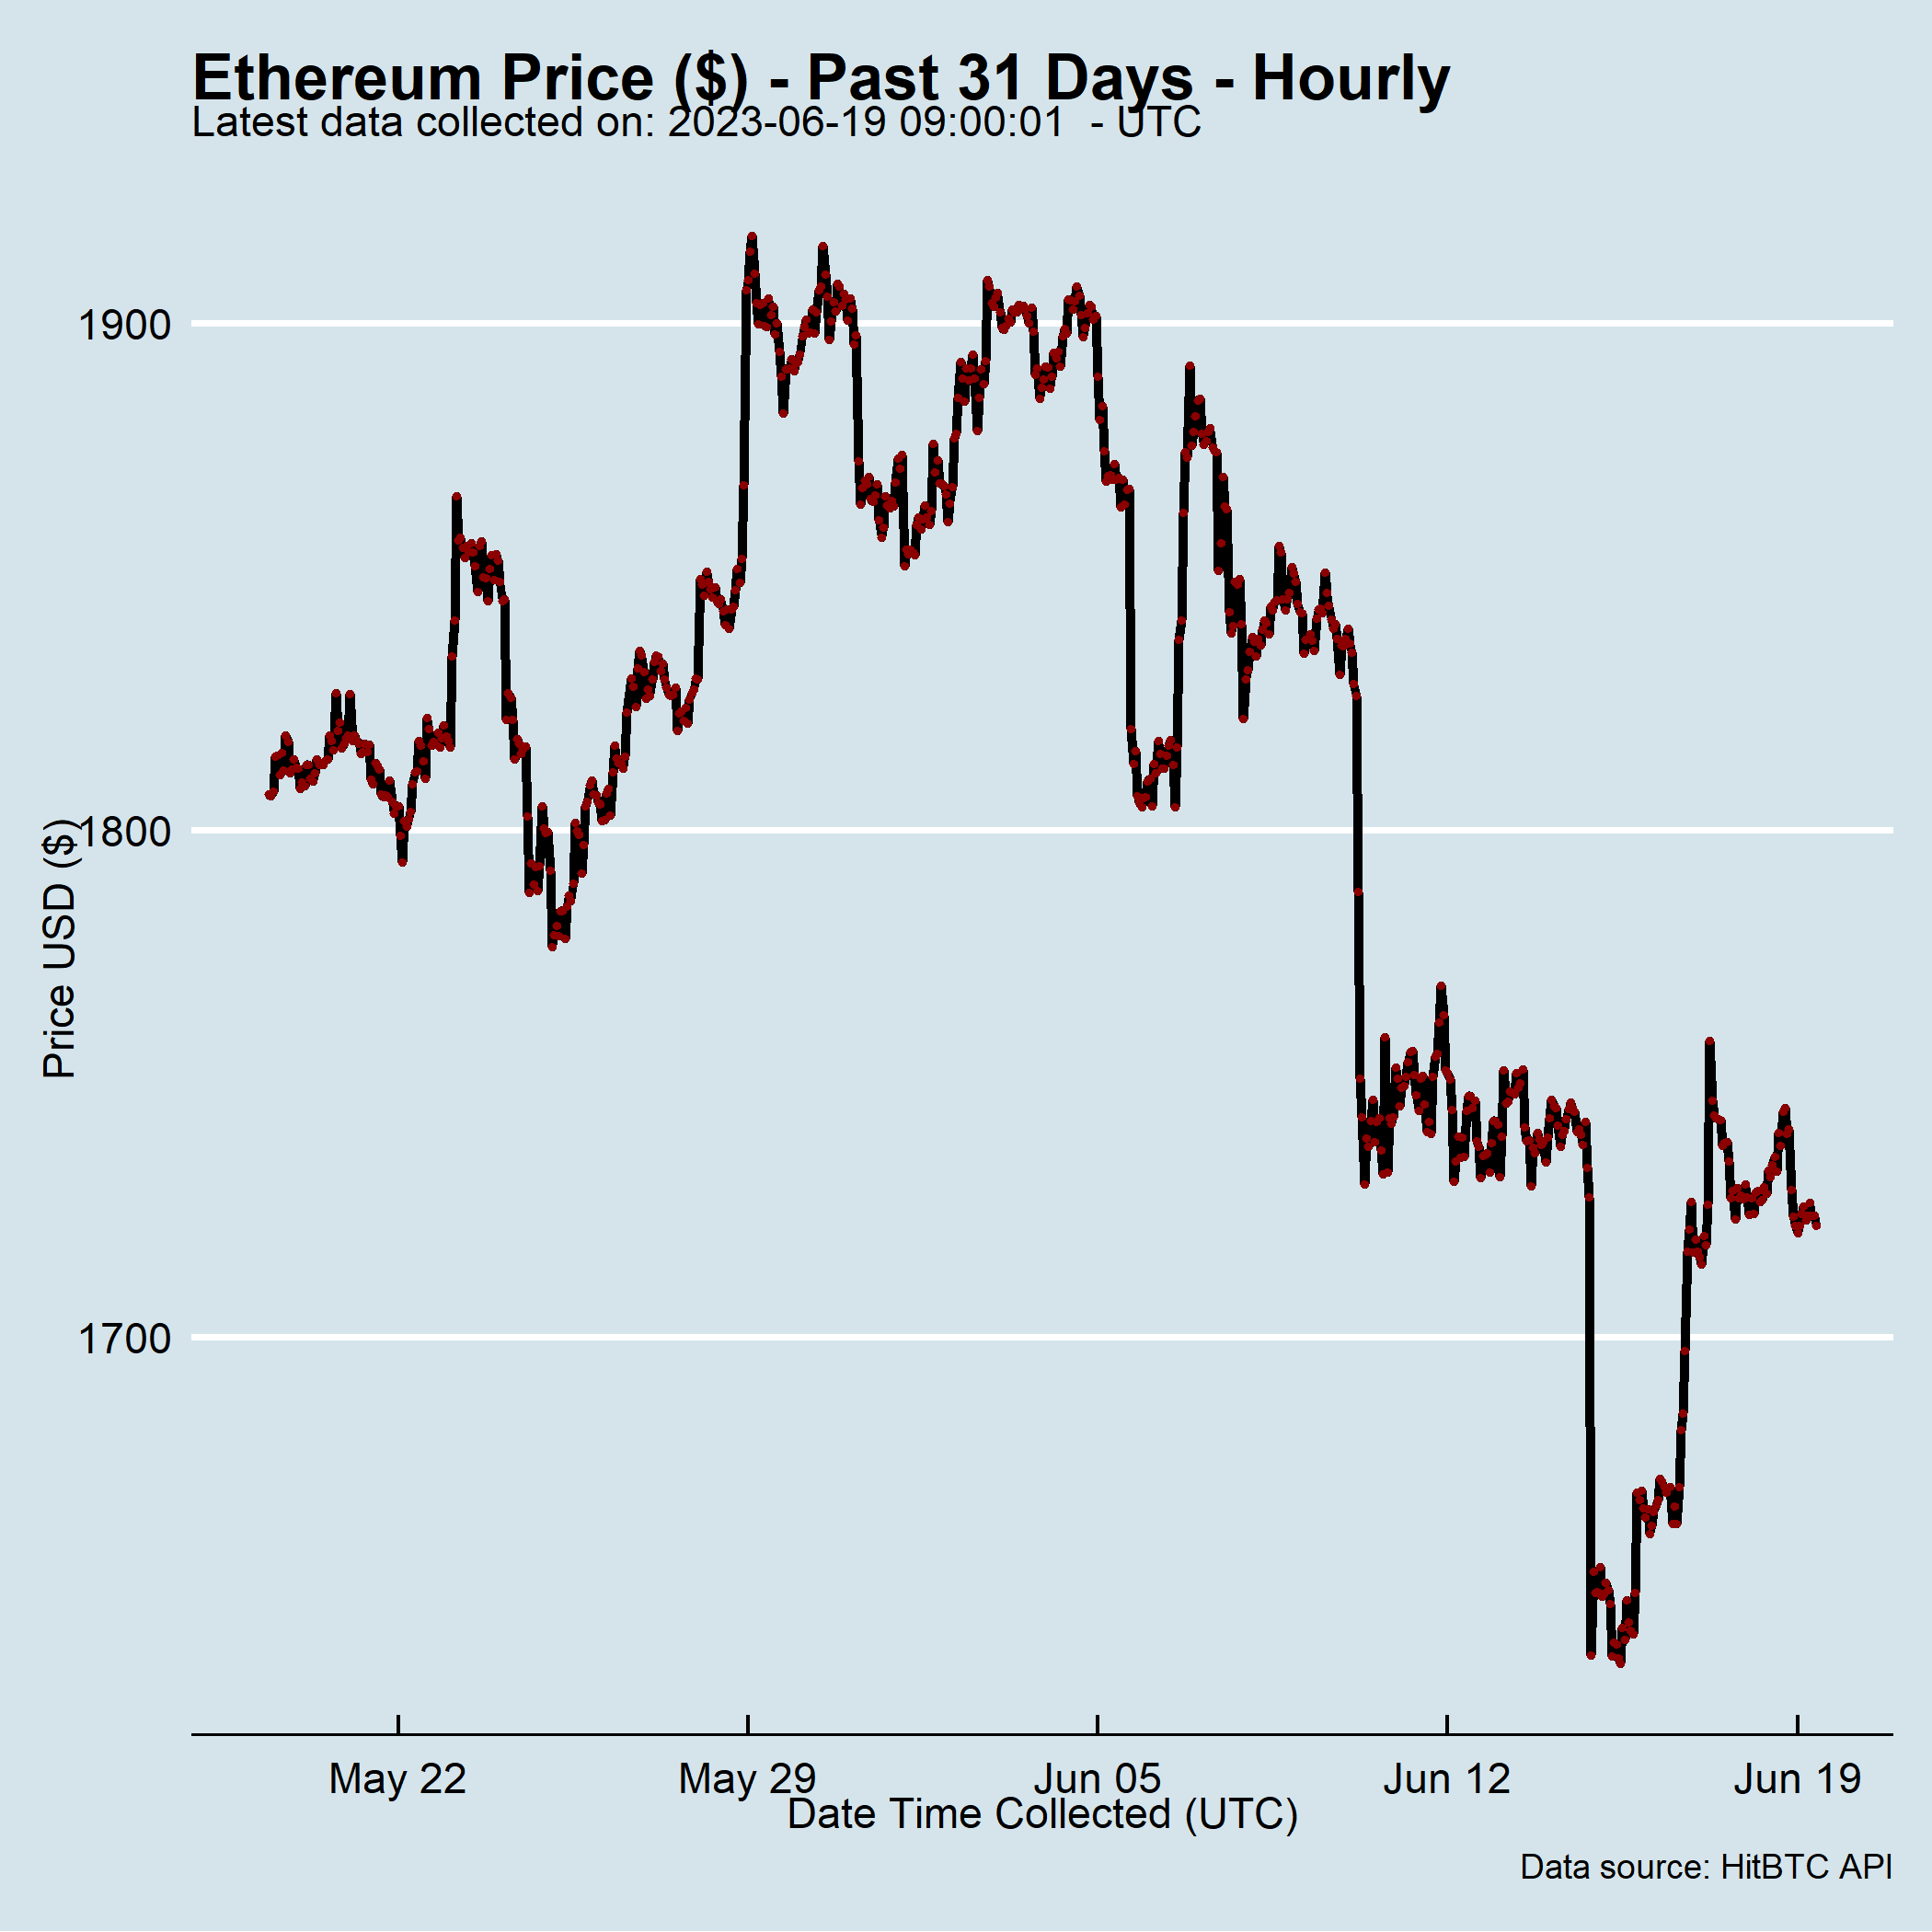 Ethereum Price ($) - Past 31 Days - Hourly
Latest data collected on: 2023-06-19 09:00:01  - UTC
1900
1800
1700
Price USD ($)
May 22
May 29
Jun 05
Jun 12
Jun 19
Date Time Collected (UTC)
Data source: HitBTC API